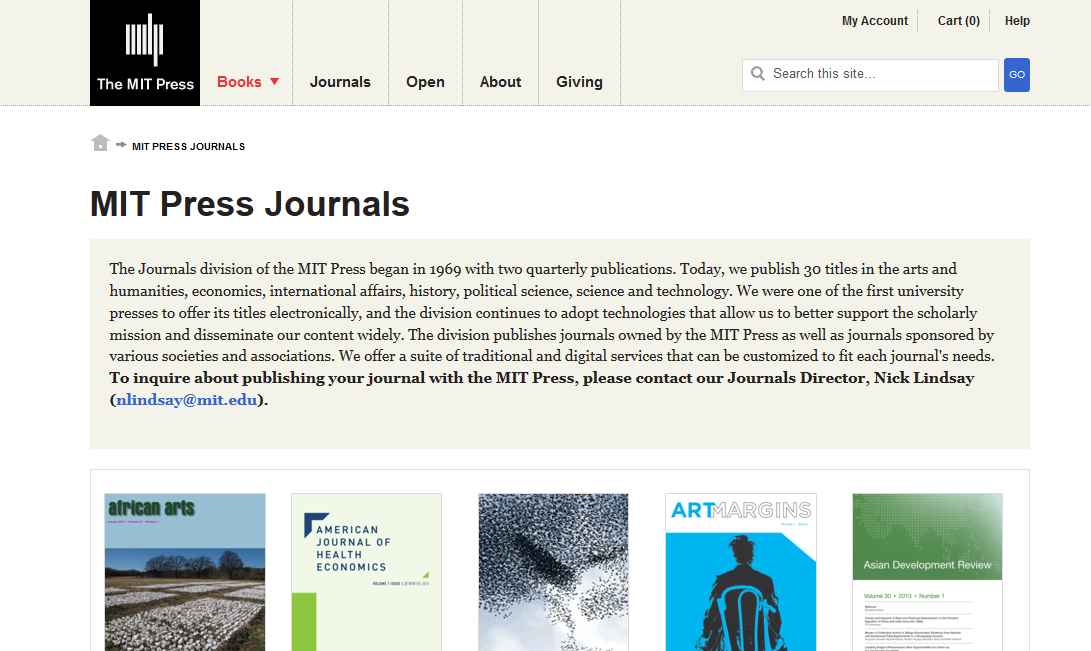 My Account Cart (0) Help
The MIT Press
Books Journals Open About Giving
Search this site...
GO
MIT PRESS JOURNALS
MIT Press Journals
The Journals division of the MIT Press began in 1969 with two quarterly publications. Today, we publish 30 titles in the arts and
humanities, economics, international affairs, history, political science, science and technology. We were one of the first university
presses to offer its titles electronically, and the division continues to adopt technologies that allow us to better support the scholarly
mission and disseminate our content widely. The division publishes journals owned by the MIT Press as well as journals sponsored by
various societies and associations. We offer a suite of traditional and digital services that can be customized to fit each journal's needs.
To inquire about publishing your journal with the MIT Press, please contact our Journals Director, Nick Lindsay
(nlindsay@mit.edu).
african arts
AMERICAN
JOURNAL OF
HEALTH
ECONOMICS
VOLUME 1 ISSUE 1 // WINTER 2015
ARTMARGINS
Asian Development Review
Volume 30 • 2013 • Number 1